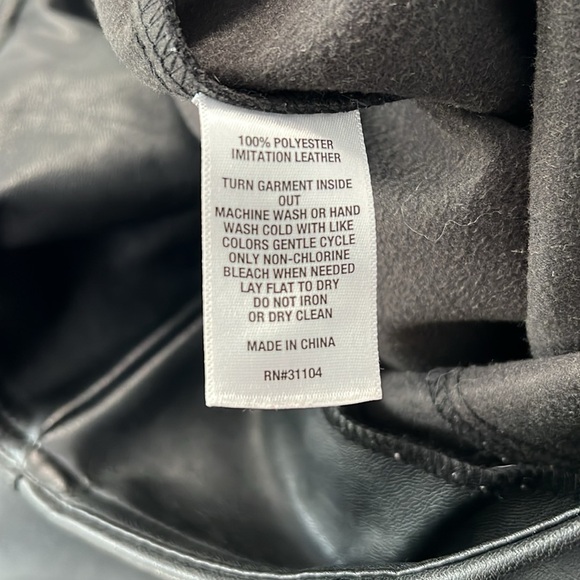 100% POLYESTER
IMITATION LEATHER
TURN GARMENT INSIDE
OUT
MACHINE WASH OR HAND
WASH COLD WITH LIKE
COLORS GENTLE CYCLE
ONLY NON-CHLORINE
BLEACH WHEN NEEDED
LAY FLAT TO DRY
DO NOT IRON
OR DRY CLEAN
MADE IN CHINA
RN#31104